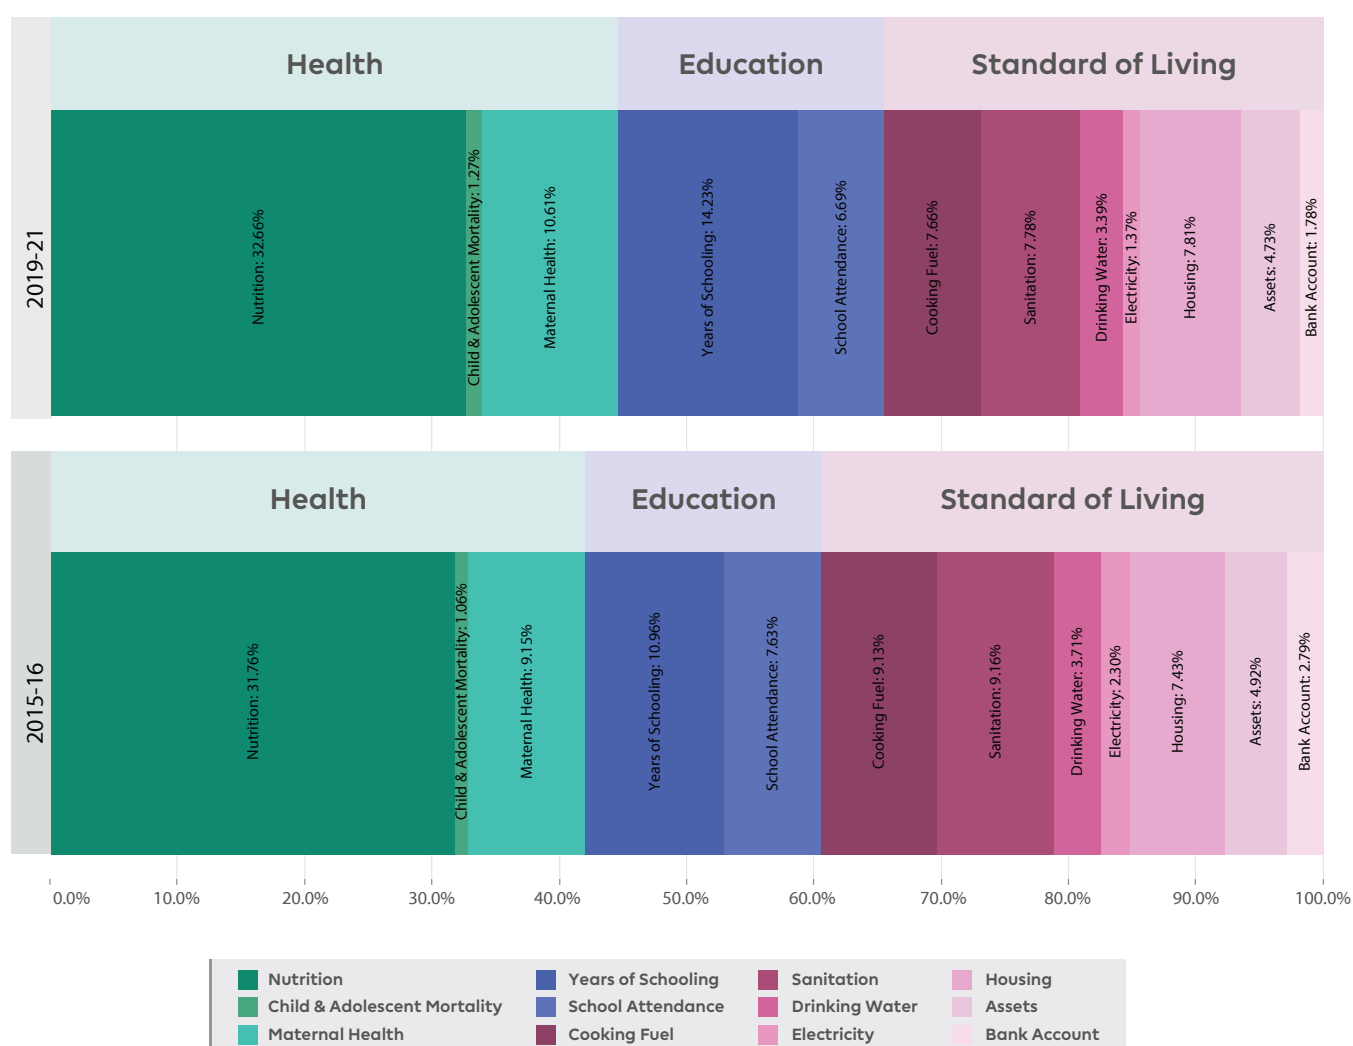 Health
Education
Standard of Living
2019-21
Nutrition: 32.66%
Child & Adolescent Mortality: 1.27%
Maternal Health: 10.61%
Years of Schooling: 14.23%
School Attendance: 6.69%
Cooking Fuel: 7.66%
Sanitation: 7.78%
Drinking Water: 3.39%
Electricity: 1.37%
Housing: 7.81%
Assets: 4.73%
Bank Account: 1.78%
Health
Education
Standard of Living
2015-16
Nutrition: 31.76%
Child & Adolescent Mortality: 1.06%
Maternal Health: 9.15%
Years of Schooling: 10.96%
School Attendance: 7.63%
Cooking Fuel: 9.13%
Sanitation: 9.16%
Drinking Water: 3.71%
Electricity: 2.30%
Housing: 7.43%
Assets: 4.92%
Bank Account: 2.79%
0.0%
10.0%
20.0%
30.0%
40.0%
50.0%
60.0%
70.0%
80.0%
90.0%
100.0%
Nutrition
Child & Adolescent Mortality
Maternal Health
Years of Schooling
School Attendance
Cooking Fuel
Sanitation
Drinking Water
Electricity
Housing
Assets
Bank Account